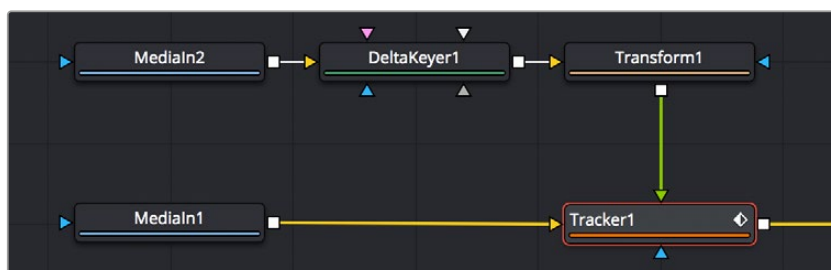 MediaIn2
DeltaKeyer1
Transform1
MediaIn1
Tracker1